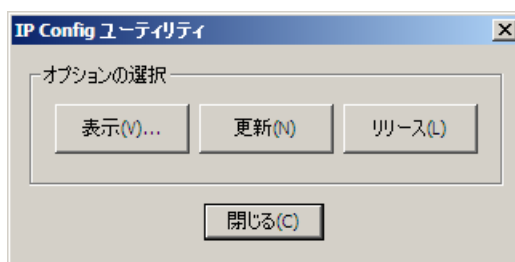 IP Config ユーティリティ
オプションの選択
表示(V)... 更新(N) リリース(L)
閉じる(C)